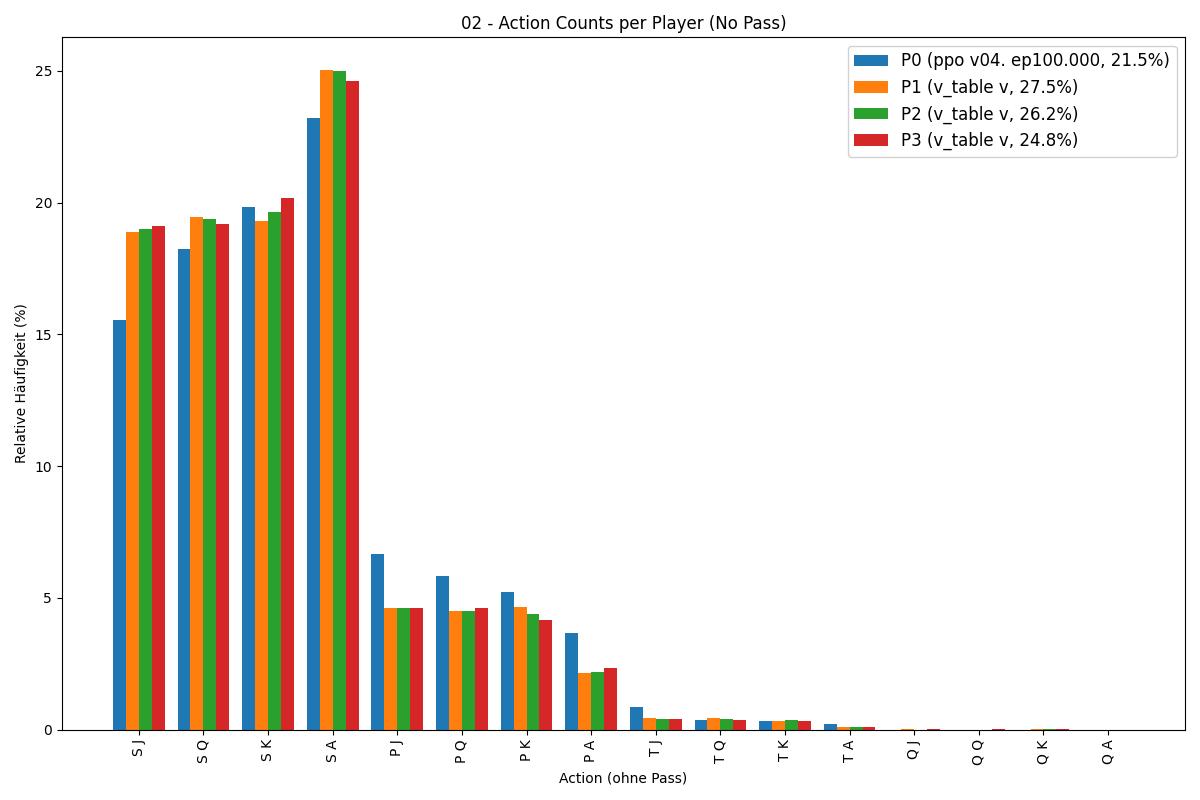 02 - Action Counts per Player (No Pass)
P0 (ppo v04. ep100.000, 21.5%)
P1 (v_table v, 27.5%)
P2 (v_table v, 26.2%)
P3 (v_table v, 24.8%)
Relative Häufigkeit (%)
25
20
15
10
5
0
S J
S Q
S K
S A
P J
P Q
P K
P A
T J
T Q
T K
T A
Q J
Q Q
Q K
Q A
Action (ohne Pass)